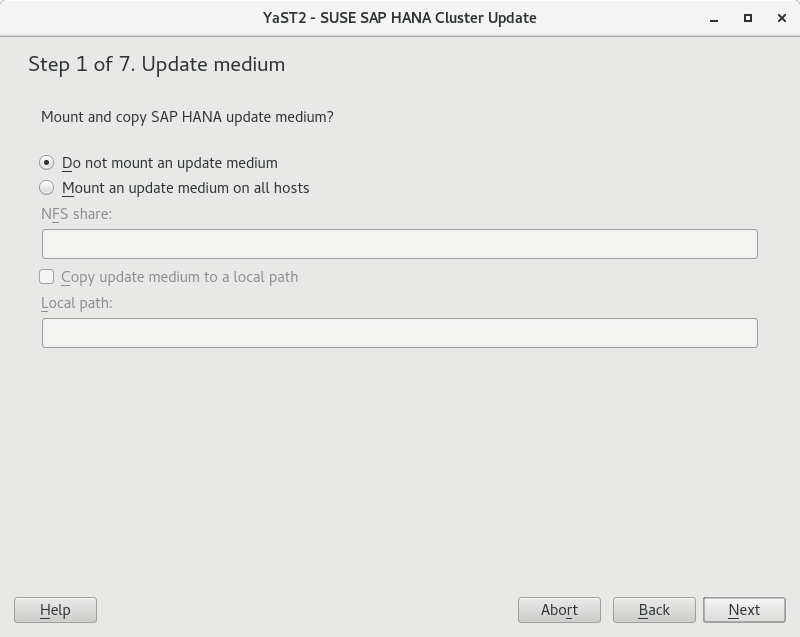 YaST2 - SUSE SAP HANA Cluster Update
Step 1 of 7. Update medium
Mount and copy SAP HANA update medium?
Do not mount an update medium
Mount an update medium on all hosts
NFS share:
Copy update medium to a local path
Local path:
Help Abort Back Next